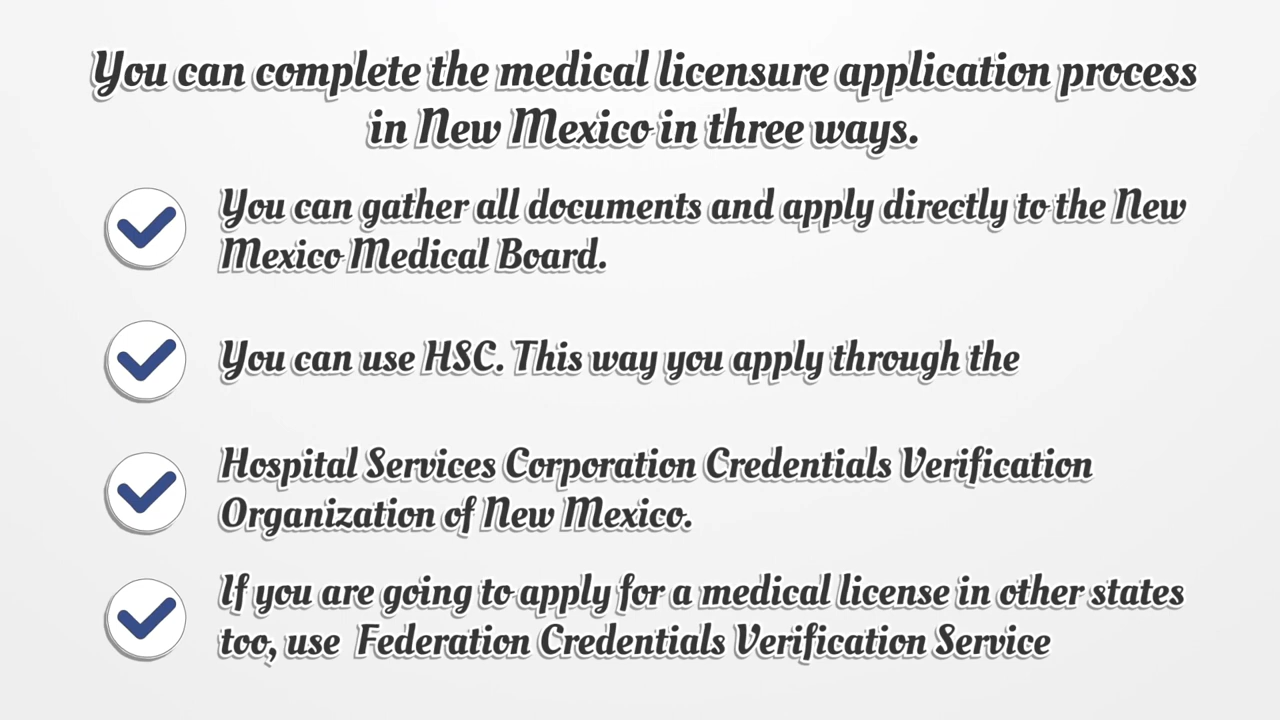 You can complete the medical licensure application process
in New Mexico in three ways.
You can gather all documents and apply directly to the New
Mexico Medical Board.
You can use HSC. This way you apply through the
Hospital Services Corporation Credentials Verification
Organization of New Mexico.
If you are going to apply for a medical license in other states
too, use  Federation Credentials Verification Service